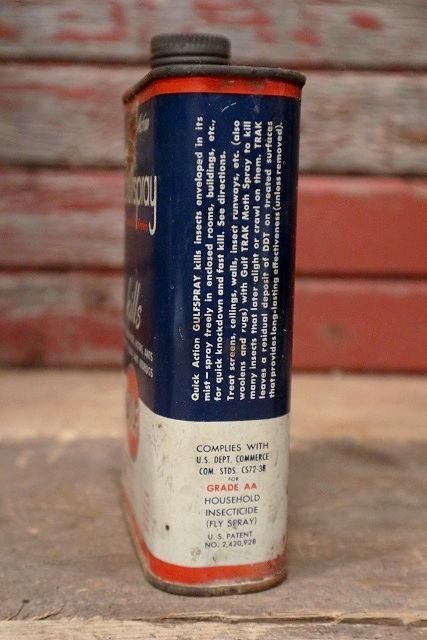 Quick Action GULFSPRAY kills insects enveloped in its
mist—spray freely in enclosed rooms, buildings, etc.,
for quick knockdown and fast kill. See directions.
Treat screens, ceilings, walls, insect runways, etc. (also
woolens and rugs) with Gulf TRAK Moth Spray to kill
many insects that later alight or crawl on them. TRAK
leaves a residual deposit of DDT on treated surfaces
that provides long-lasting effectiveness (unless removed).
spray
kills
COMPLIES WITH
U.S. DEPT. COMMERCE
COM. STDS. CS72-38
FOR
GRADE AA
HOUSEHOLD
INSECTICIDE
(FLY SPRAY)
U.S. PATENT
NO. 2,420,928